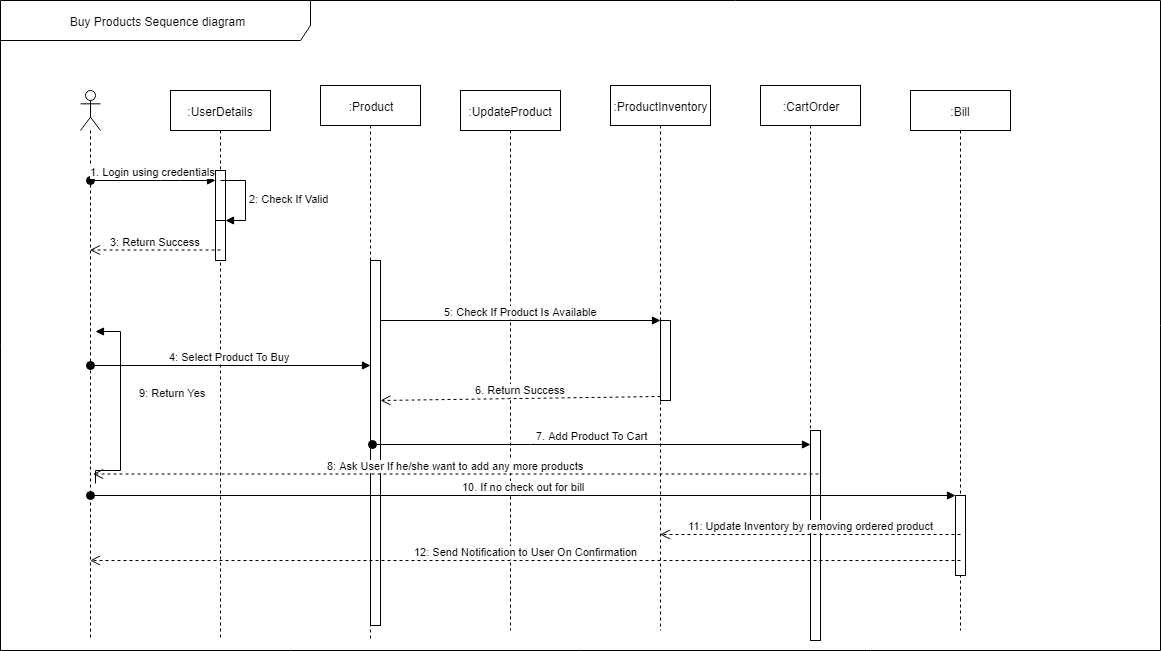 Buy Products Sequence diagram
:UserDetails
:Product
:UpdateProduct
:ProductInventory
:CartOrder
:Bill
1. Login using credentials
2: Check If Valid
3: Return Success
5: Check If Product Is Available
4: Select Product To Buy
9: Return Yes
6. Return Success
7. Add Product To Cart
8: Ask User If he/she want to add any more products
10. If no check out for bill
11: Update Inventory by removing ordered product
12: Send Notification to User On Confirmation